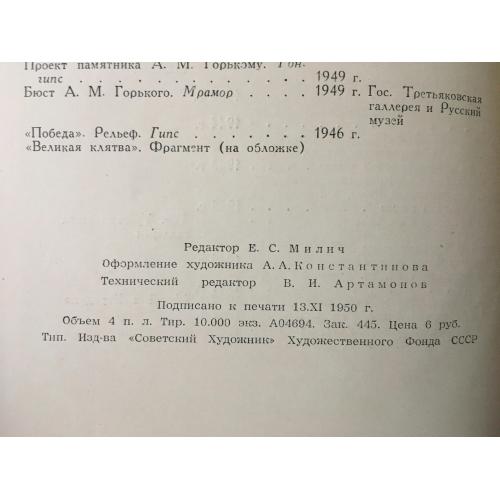 Проект памятника А. М. Горькому. Тон.
гипс . . . . . . . . . . . . . 1949 г.
Бюст А. М. Горького. Мрамор . . . . 1949 г. Гос. Третьяковская
галлерея и Русский
музей
«Победа». Рельеф. Гипс . . . . . . . 1946 г.
«Великая клятва». Фрагмент (на обложке)
Редактор Е. С. Милич
Оформление художника А. А. Константинова
Технический редактор В. И. Артамонов
Подписано к печати 13.XI 1950 г.
Объем 4 п. л. Тир. 10.000 экз. А04694. Зак. 445. Цена 6 руб.
Тип. Изд-ва «Советский Художник» Художественного Фонда СССР